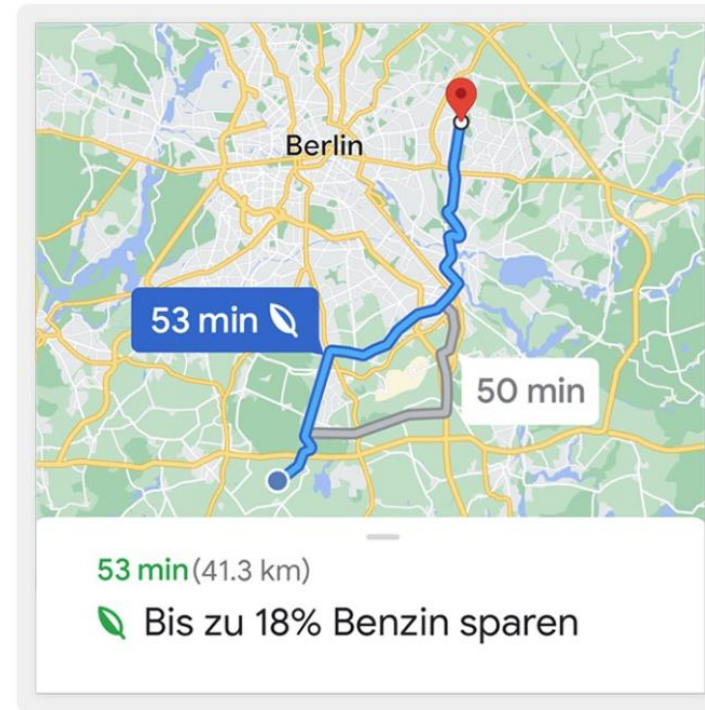 Berlin
53 min
50 min
53 min (41.3 km)
Bis zu 18% Benzin sparen